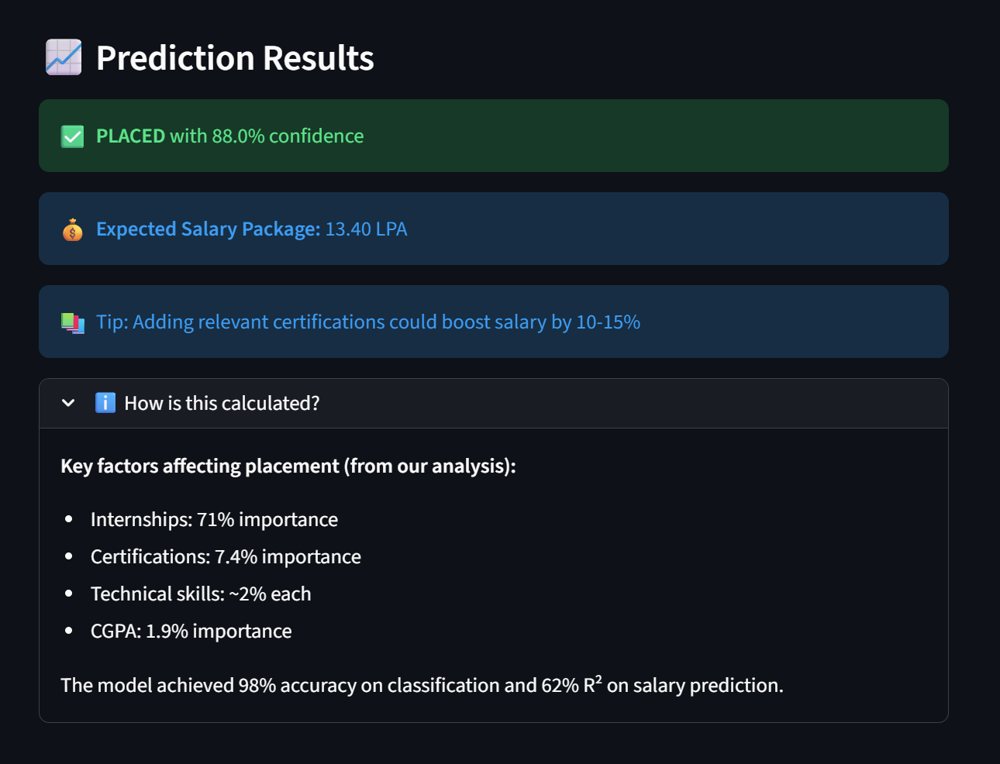 Prediction Results
PLACED with 88.0% confidence
Expected Salary Package: 13.40 LPA
Tip: Adding relevant certifications could boost salary by 10-15%
How is this calculated?
Key factors affecting placement (from our analysis):
• Internships: 71% importance
• Certifications: 7.4% importance
• Technical skills: ~2% each
• CGPA: 1.9% importance
The model achieved 98% accuracy on classification and 62% R² on salary prediction.